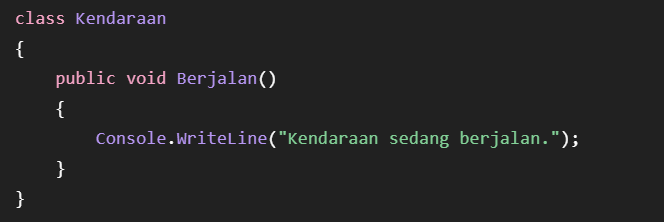 class Kendaraan
{
    public void Berjalan()
    {
        Console.WriteLine("Kendaraan sedang berjalan.");
    }
}